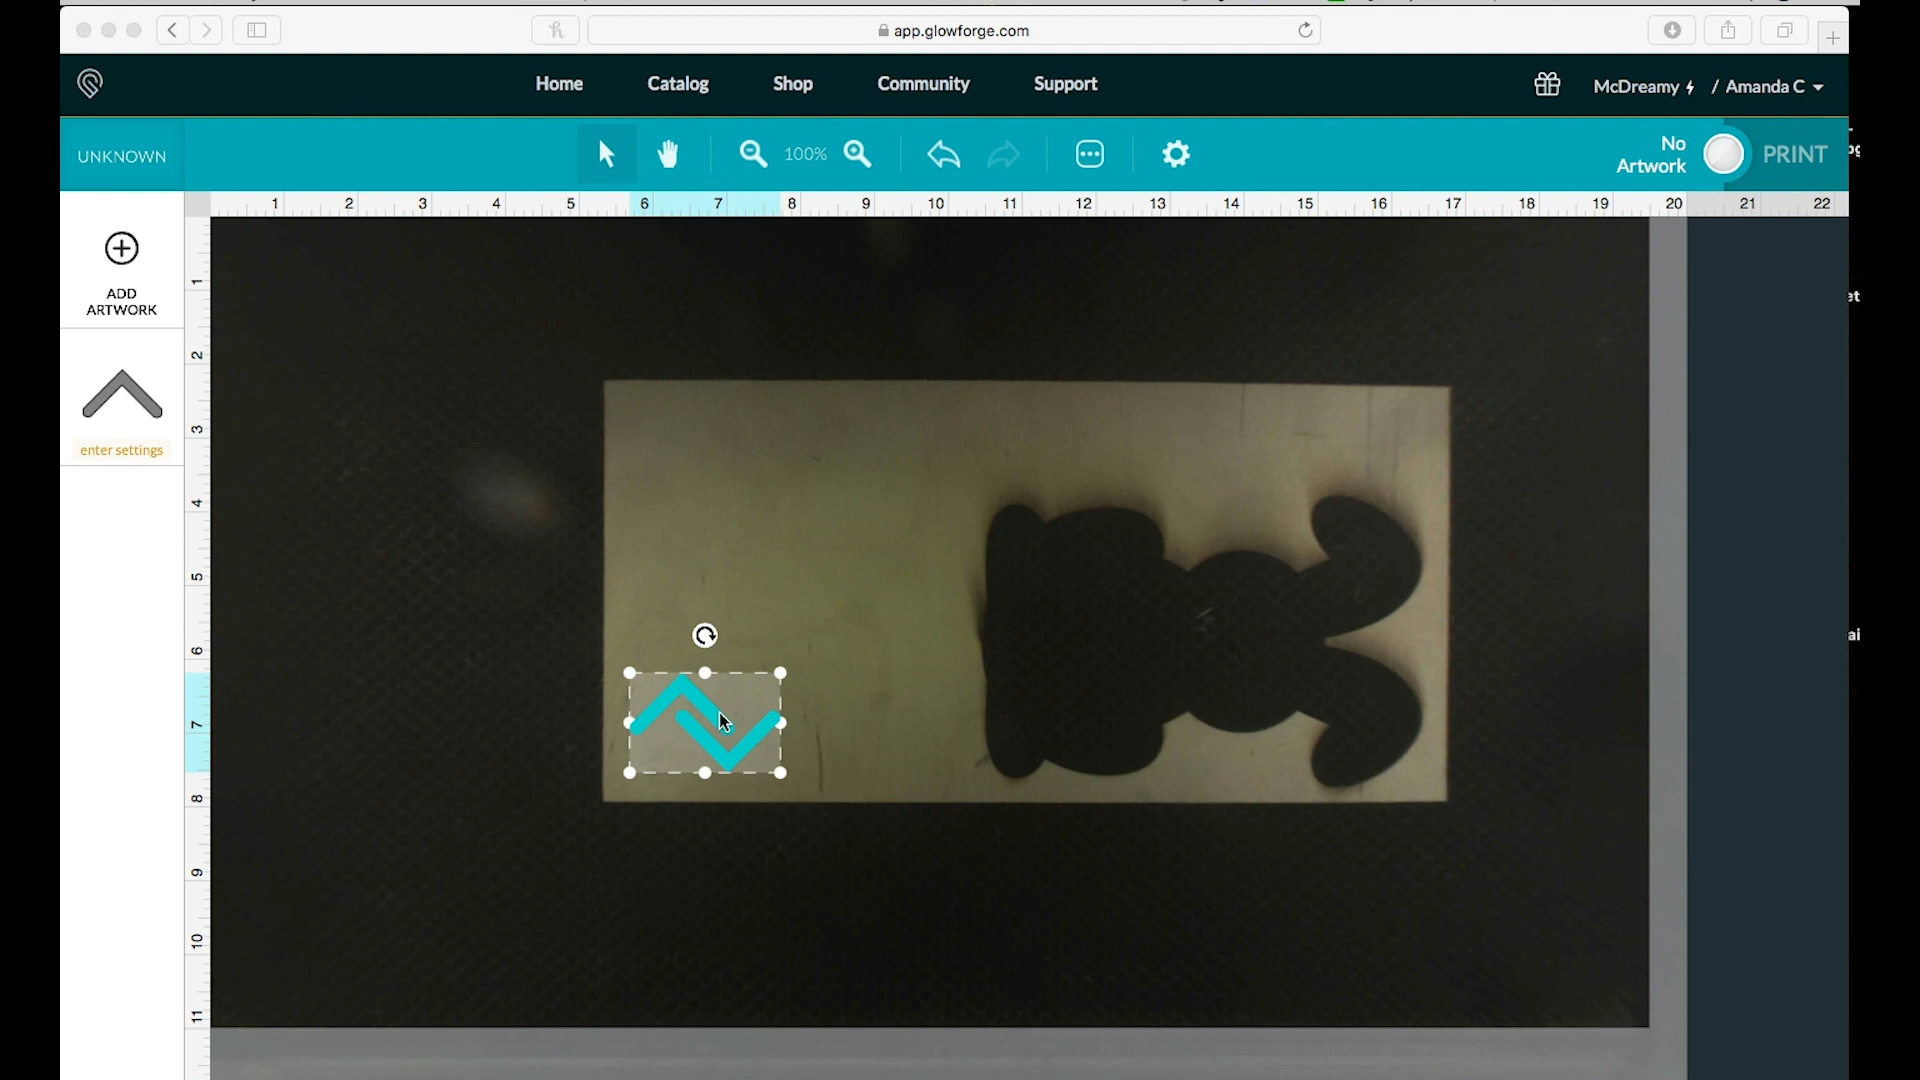 app.glowforge.com
Home Catalog Shop Community Support McDreamy / Amanda C
UNKNOWN 100% No Artwork PRINT
1 2 3 4 5 6 7 8 9 10 11 12 13 14 15 16 17 18 19 20 21 22
ADD
ARTWORK
enter settings
1
2
3
4
5
6
7
8
9
10
11